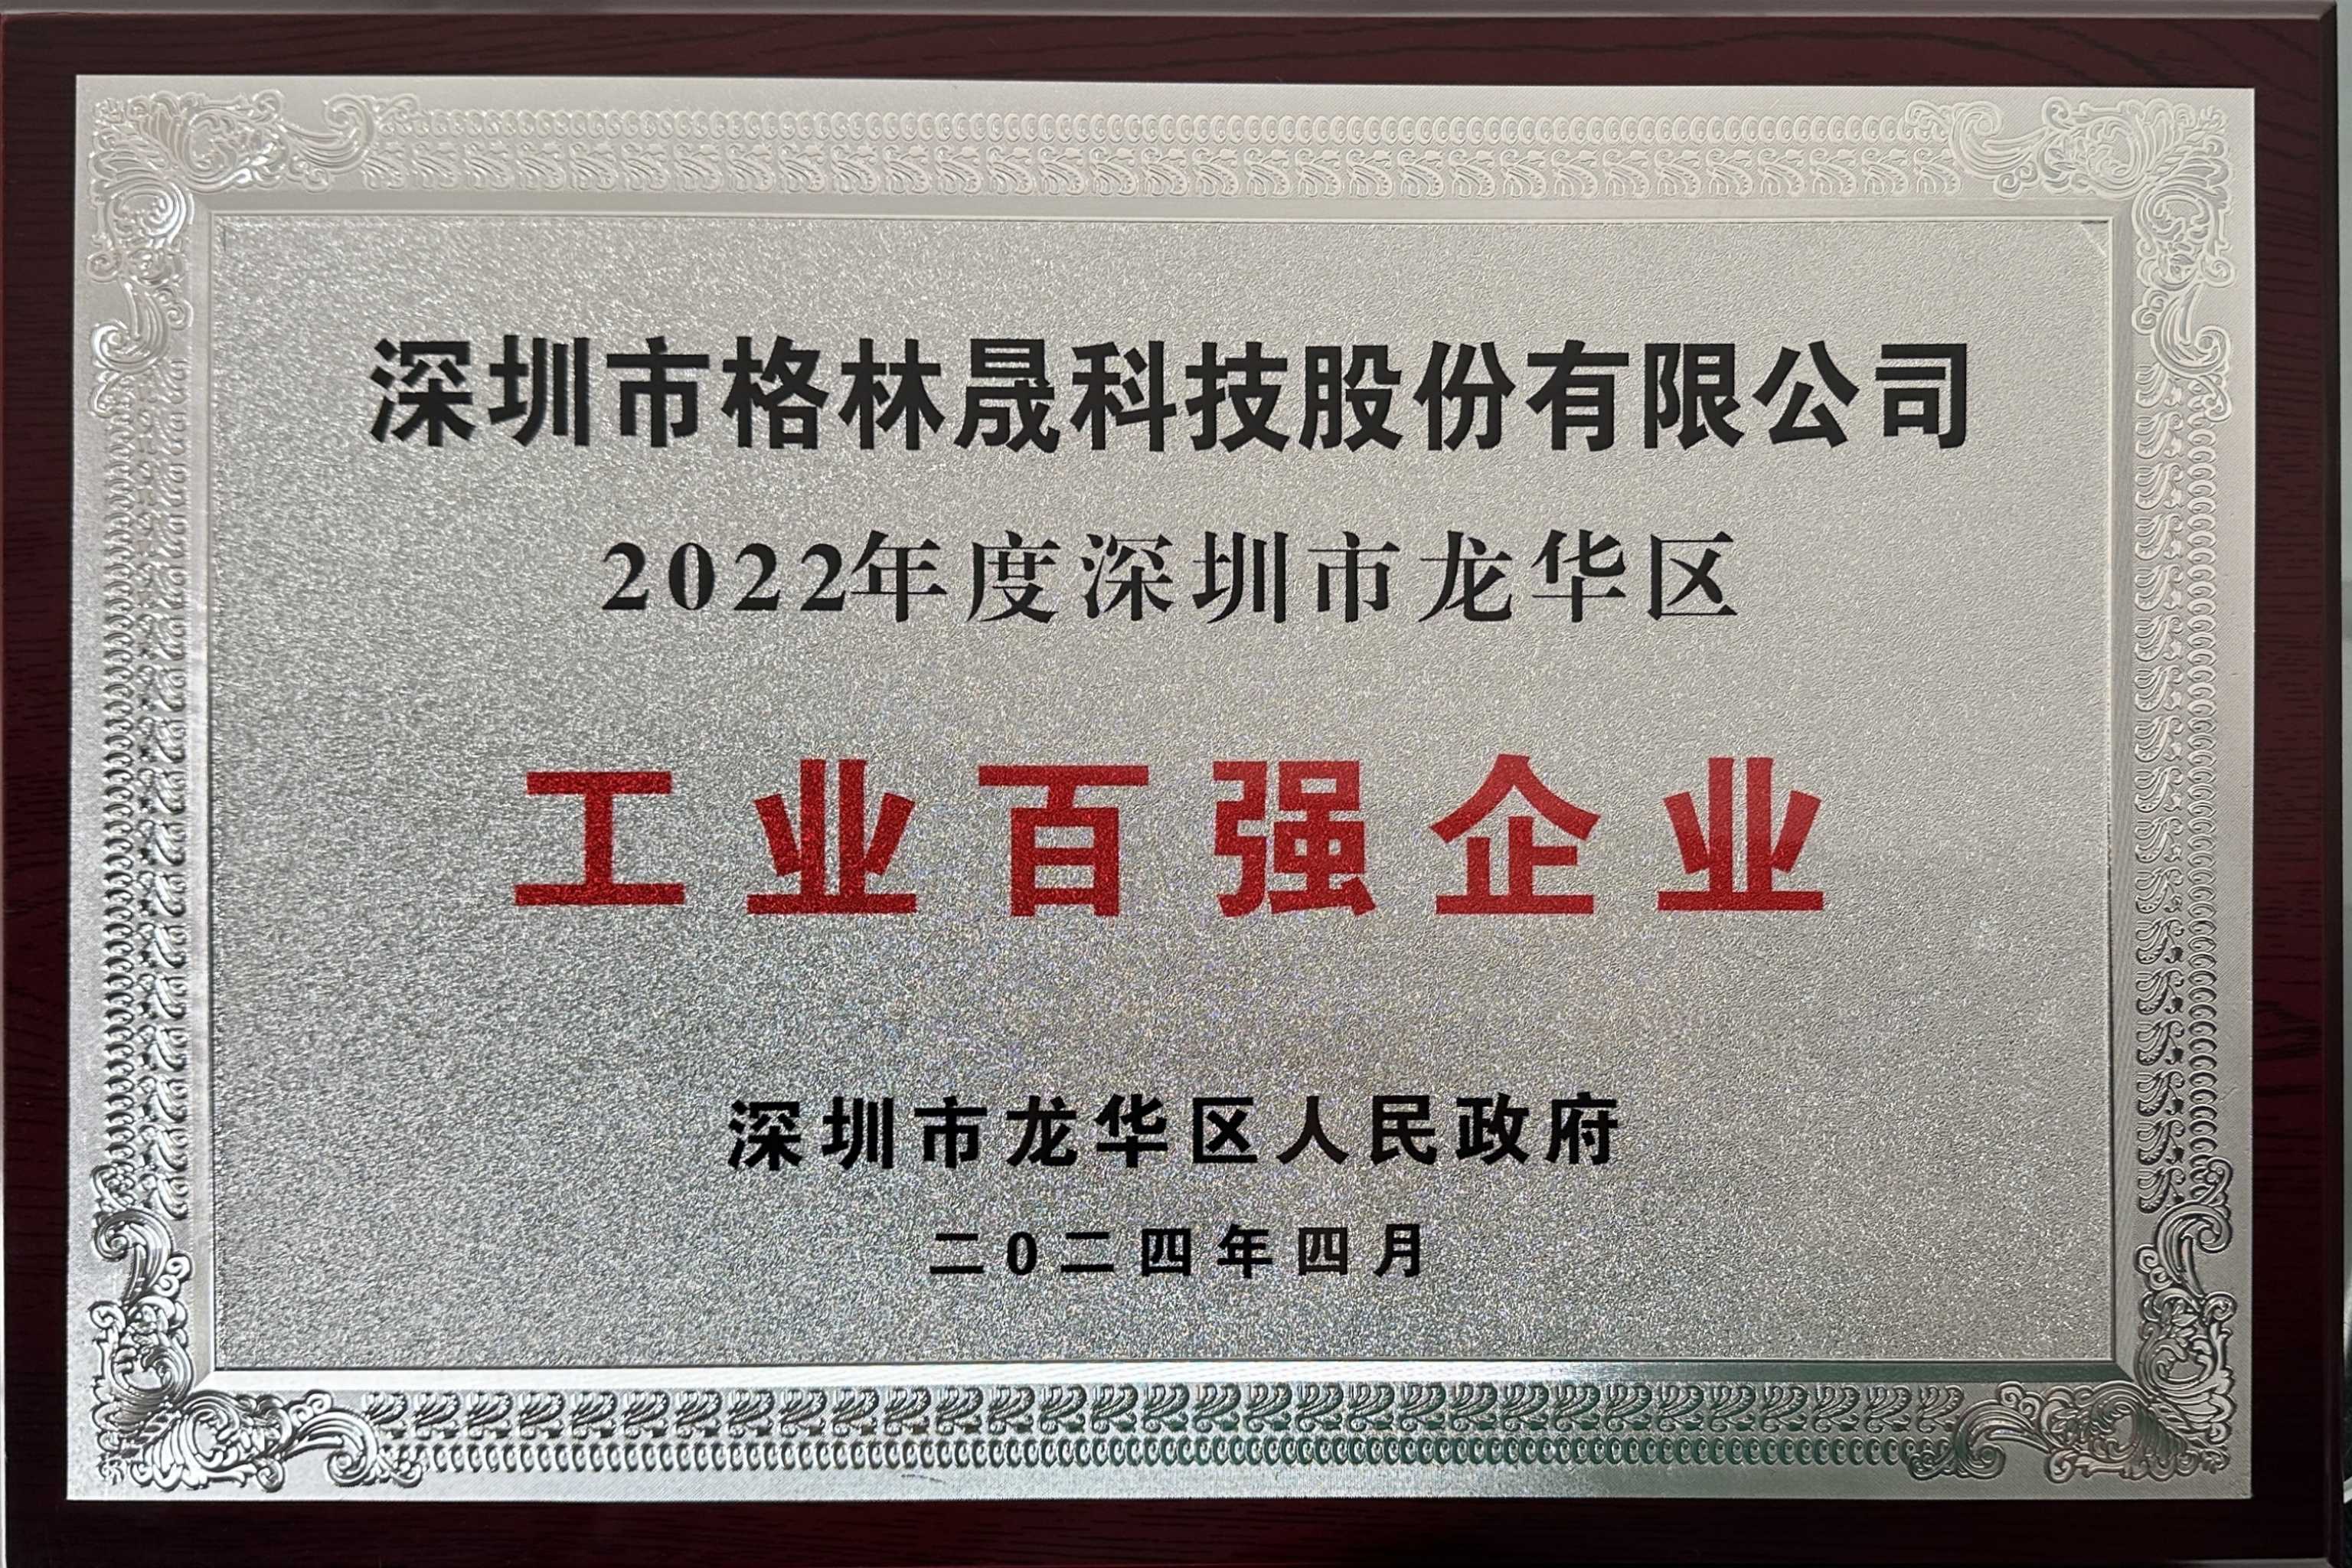 深圳市格林晟科技股份有限公司
2022年度深圳市龙华区
工业百强企业
深圳市龙华区人民政府
二0二四年四月